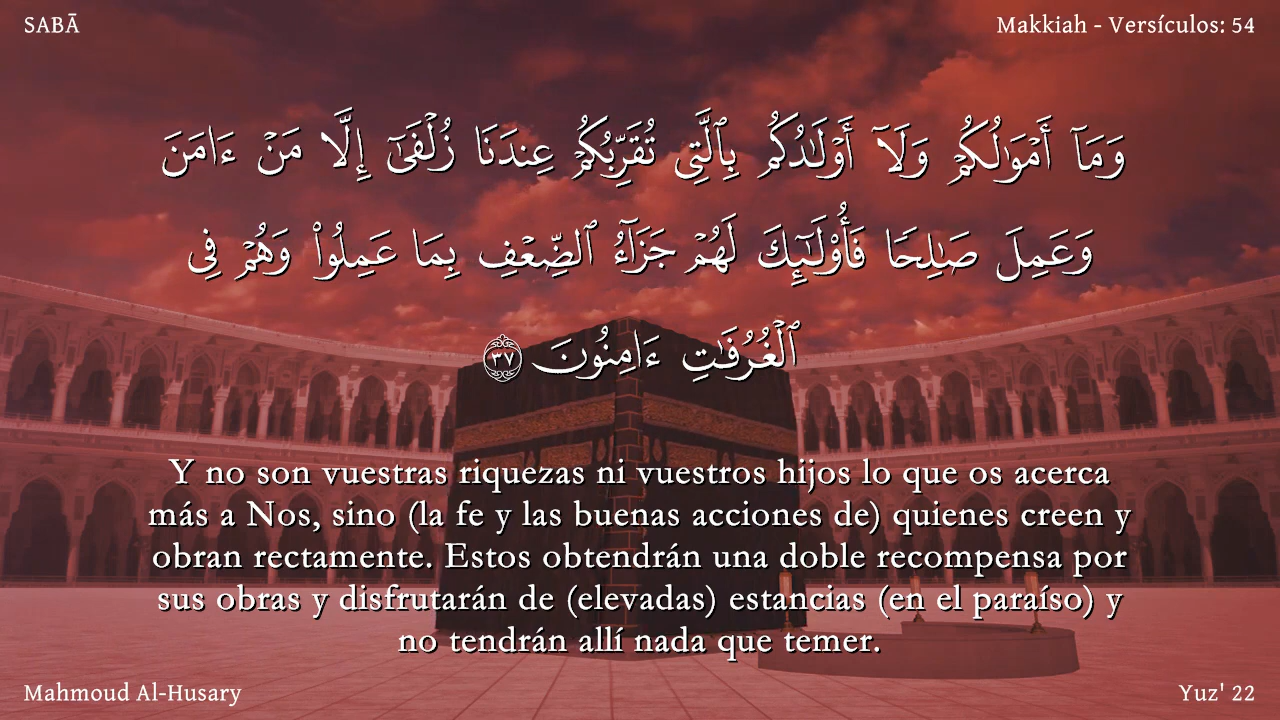 SABĀ
Makkiah - Versículos: 54
وَمَآ أَمْوَٰلُكُمْ وَلَآ أَوْلَـٰدُكُم بِٱلَّتِى تُقَرِّبُكُمْ عِندَنَا زُلْفَىٰٓ إِلَّا مَنْ ءَامَنَ
وَعَمِلَ صَـٰلِحًا فَأُو۟لَـٰٓئِكَ لَهُمْ جَزَآءُ ٱلضِّعْفِ بِمَا عَمِلُوا۟ وَهُمْ فِى
ٱلْغُرُفَـٰتِ ءَامِنُونَ ٣٧
Y no son vuestras riquezas ni vuestros hijos lo que os acerca
más a Nos, sino (la fe y las buenas acciones de) quienes creen y
obran rectamente. Estos obtendrán una doble recompensa por
sus obras y disfrutarán de (elevadas) estancias (en el paraíso) y
no tendrán allí nada que temer.
Mahmoud Al-Husary
Yuz' 22